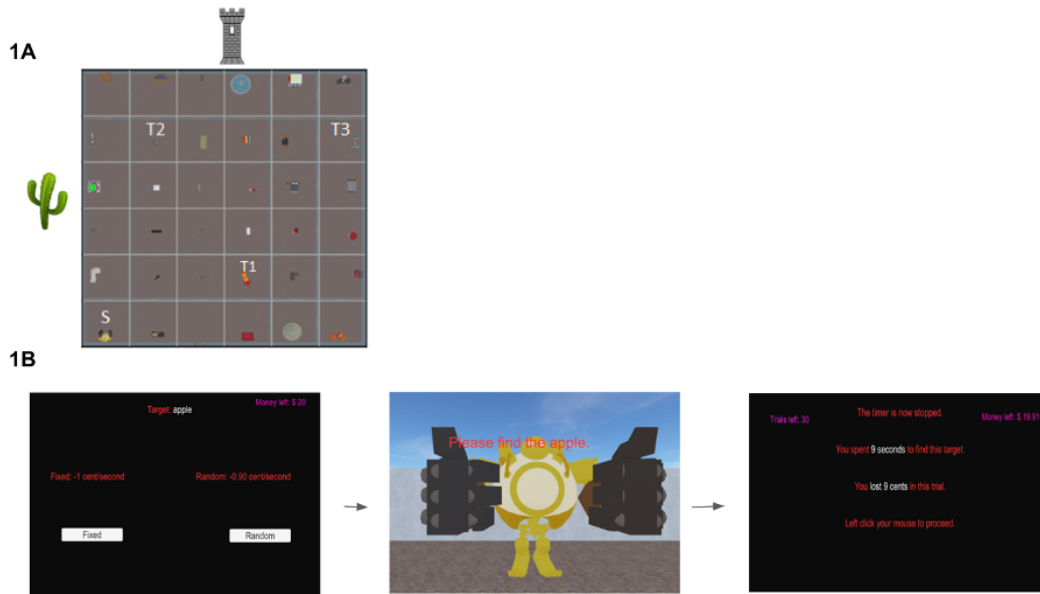 1A
T2
T3
T1
S
1B
Money left: $ 20
Target: apple
Fixed: -1 cent/second
Random: -0.90 cent/second
Fixed
Random
Please find the apple.
The timer is now stopped.
Trials left: 30
Money left: $ 19.91
You spent 9 seconds to find this target.
You lost 9 cents in this trial.
Left click your mouse to proceed.